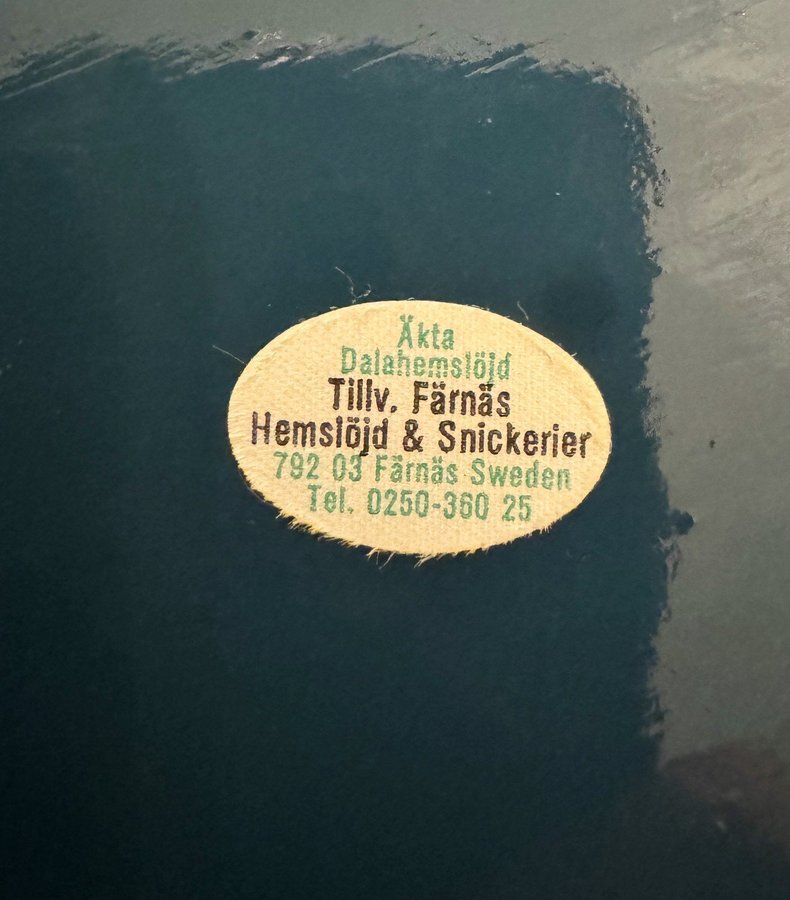 Äkta
Dalahemslöjd
Tillv. Färnäs
Hemslöjd & Snickerier
792 03 Färnäs Sweden
Tel. 0250-360 25